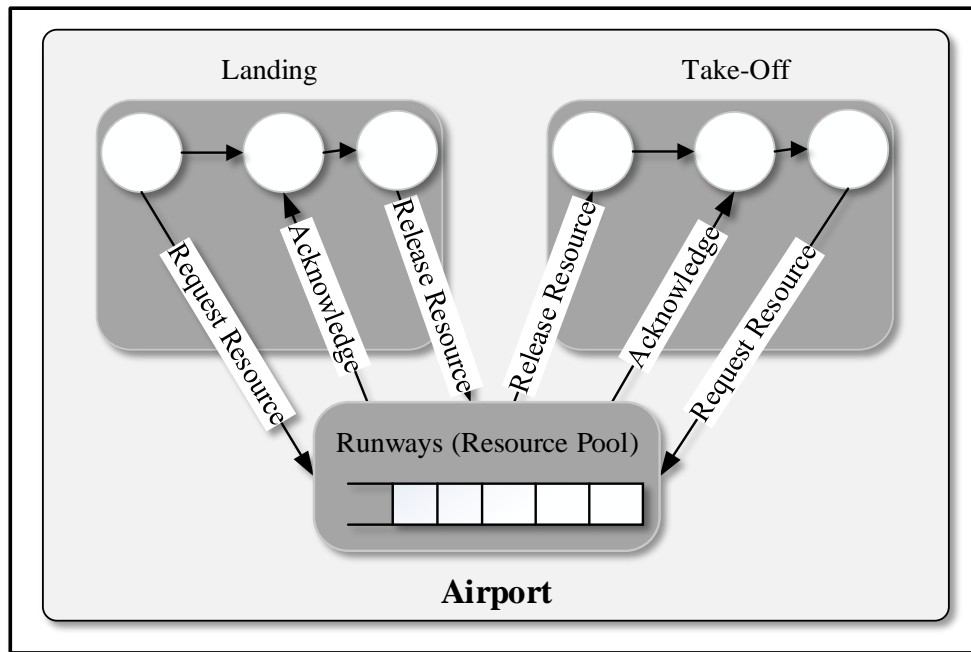 Landing
Take-Off
Request Resource
Acknowledge
Release Resource
Release Resource
Acknowledge
Request Resource
Runways (Resource Pool)
Airport